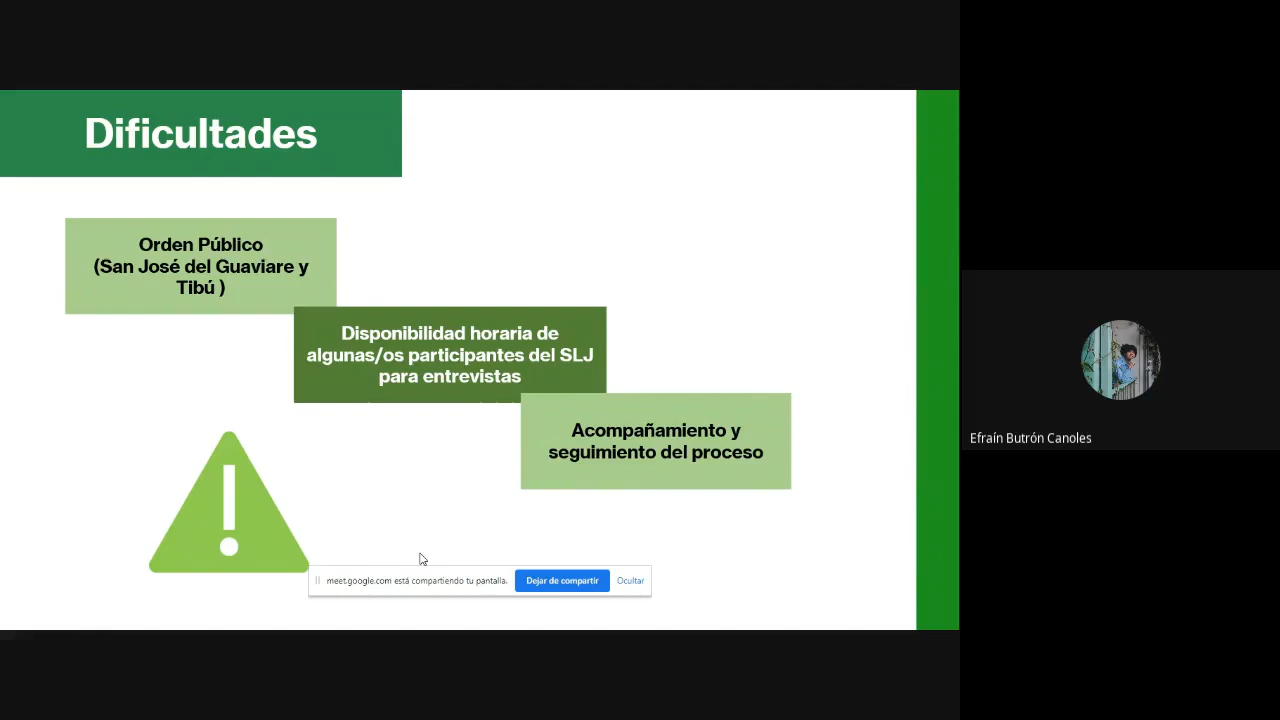 Dificultades
Orden Público
(San José del Guaviare y
Tibú )
Disponibilidad horaria de
algunas/os participantes del SLJ
para entrevistas
Acompañamiento y
seguimiento del proceso
meet.google.com está compartiendo tu pantalla.
Dejar de compartir
Ocultar
Efraín Butrón Canoles